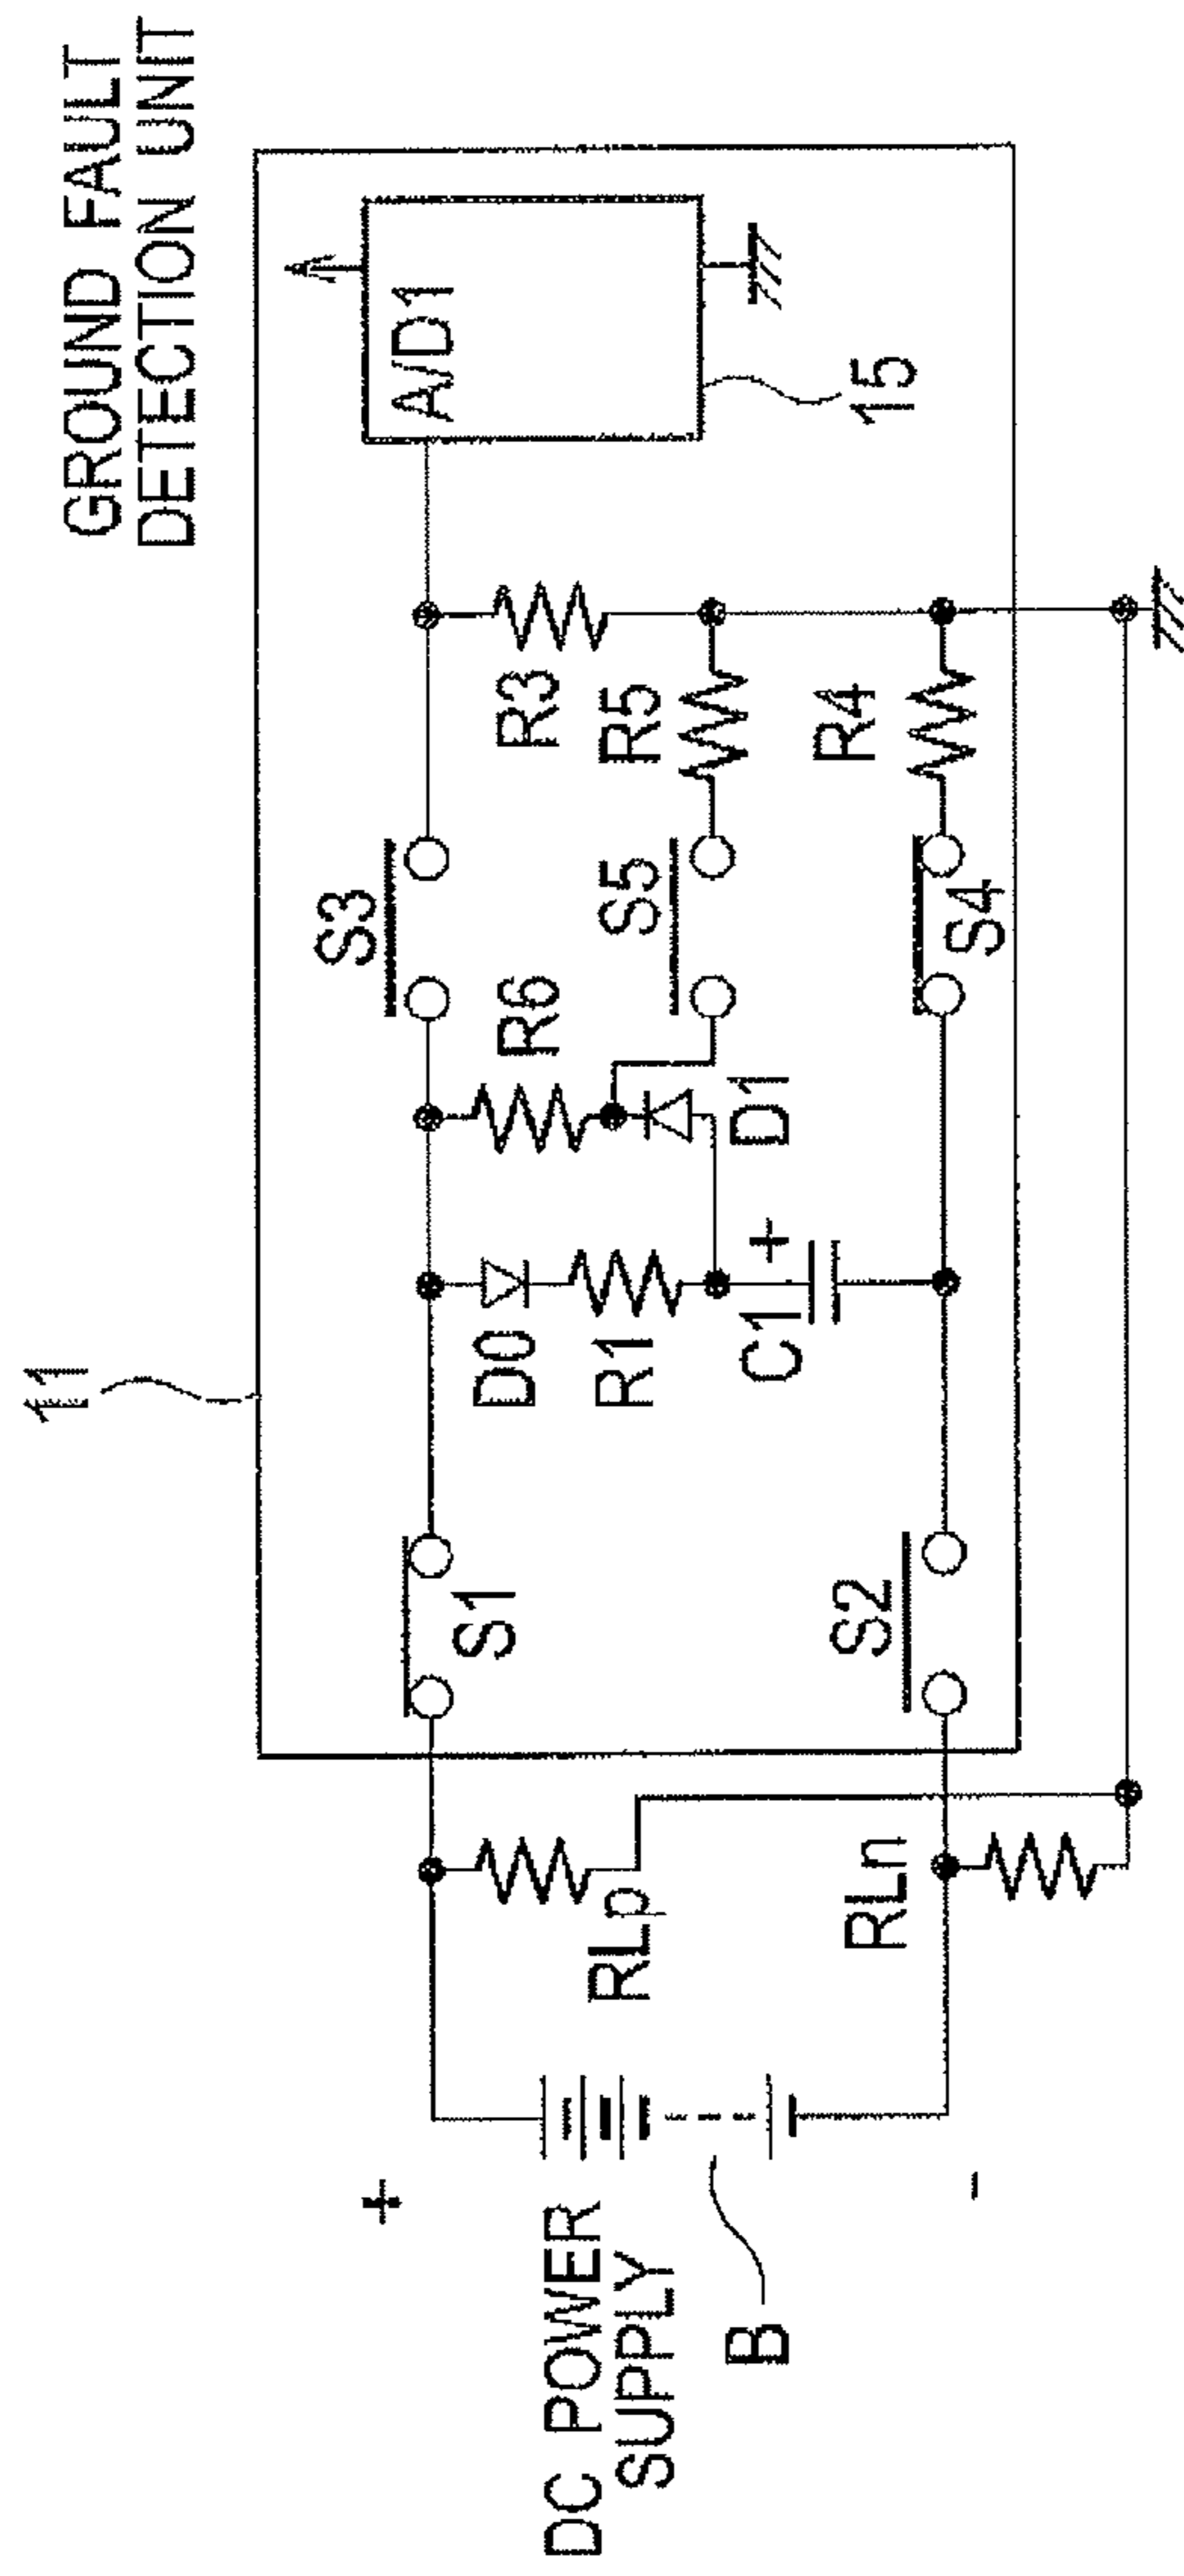 GROUND FAULT
DETECTION UNIT
11
A/D1
15
S3
R3
R6
R5
S5
R4
S4
D0
R1
D1
C1 +
S1
S2
RLp
RLn
+
-
DC POWER
SUPPLY
B